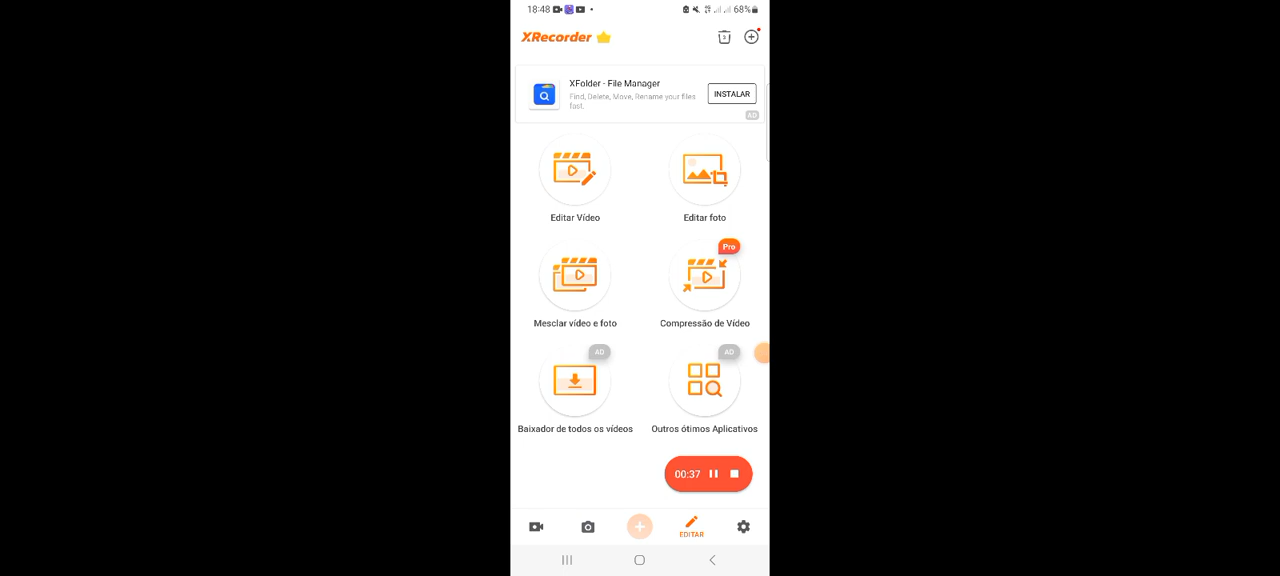 18:48 68%
XRecorder
3
XFolder - File Manager
Find, Delete, Move, Rename your files
fast.
INSTALAR
AD
Editar Vídeo Editar foto
Pro
Mesclar vídeo e foto Compressão de Vídeo
AD AD
Baixador de todos os vídeos Outros ótimos Aplicativos
00:37
EDITAR